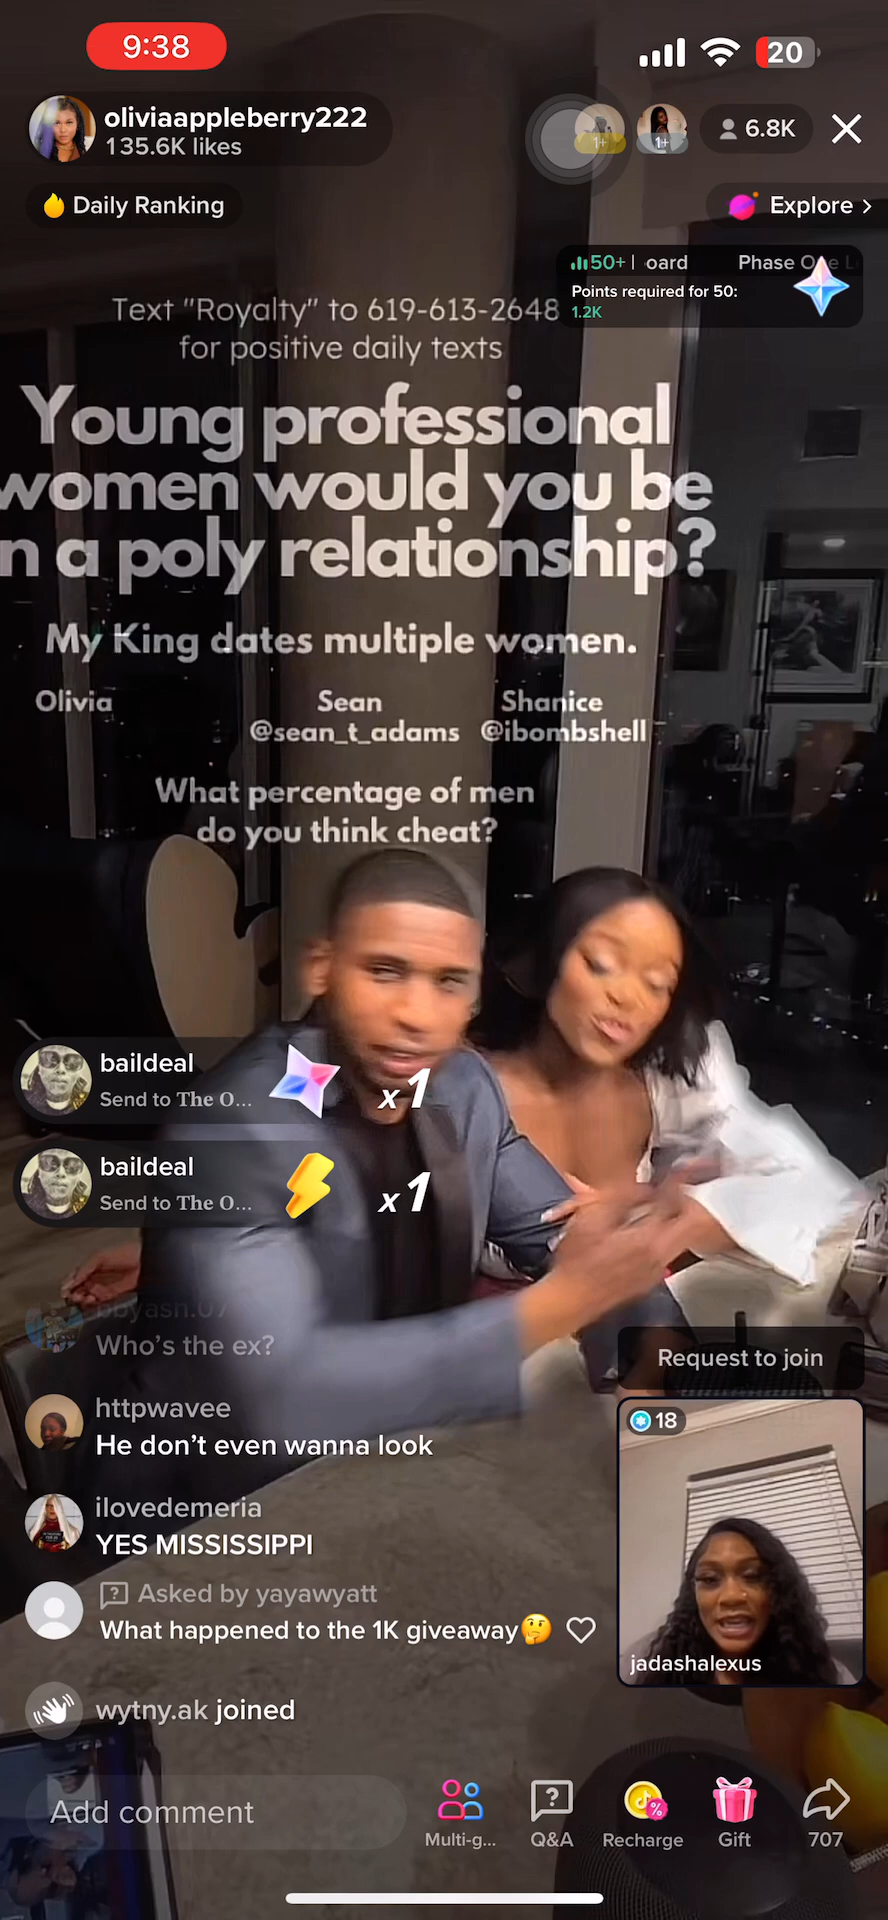 9:38
20
oliviaappleberry222
135.6K likes
1+
1+
6.8K
Daily Ranking
Explore >
50+ | oard Phase One L
Points required for 50:
1.2K
Text "Royalty" to 619-613-2648
for positive daily texts
Young professional
women would you be
n a poly relationship?
My King dates multiple women.
Olivia Sean Shanice
@sean_t_adams @ibombshell
What percentage of men
do you think cheat?
baildeal
Send to The O...
x1
baildeal
Send to The O...
x1
bbyash.07
Who's the ex?
Request to join
httpwavee
He don't even wanna look
18
ilovedemeria
YES MISSISSIPPI
Asked by yayawyatt
What happened to the 1K giveaway🤔
jadashalexus
wytny.ak joined
Add comment
Multi-g...
Q&A
Recharge
Gift
707